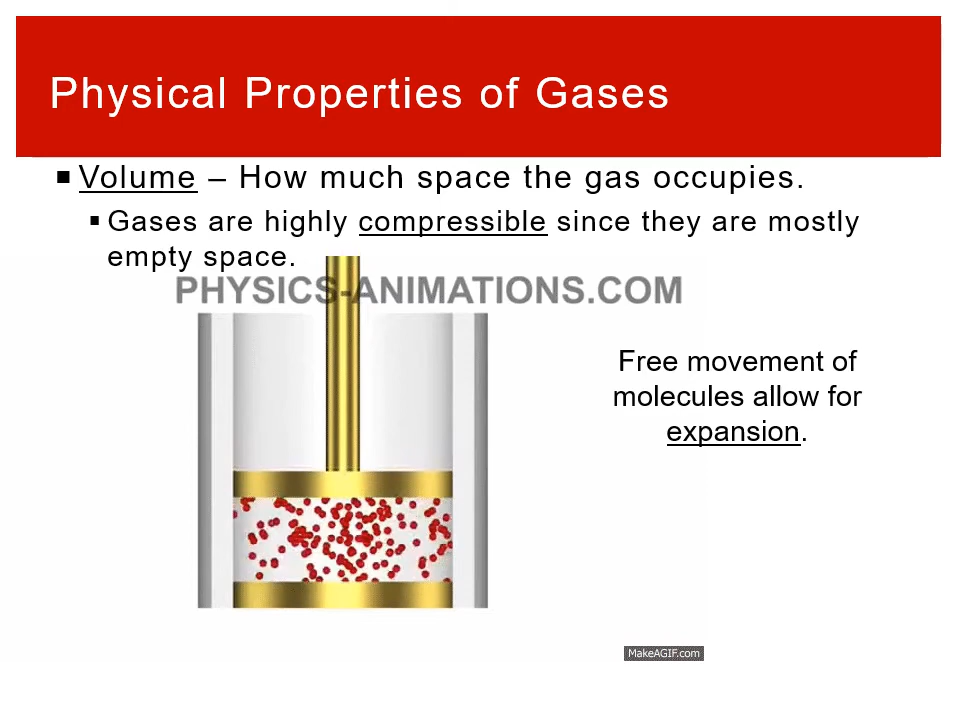 Physical Properties of Gases
▪ Volume – How much space the gas occupies.
▪ Gases are highly compressible since they are mostly
empty space.
PHYSICS-ANIMATIONS.COM
Free movement of
molecules allow for
expansion.
MakeAGIF.com